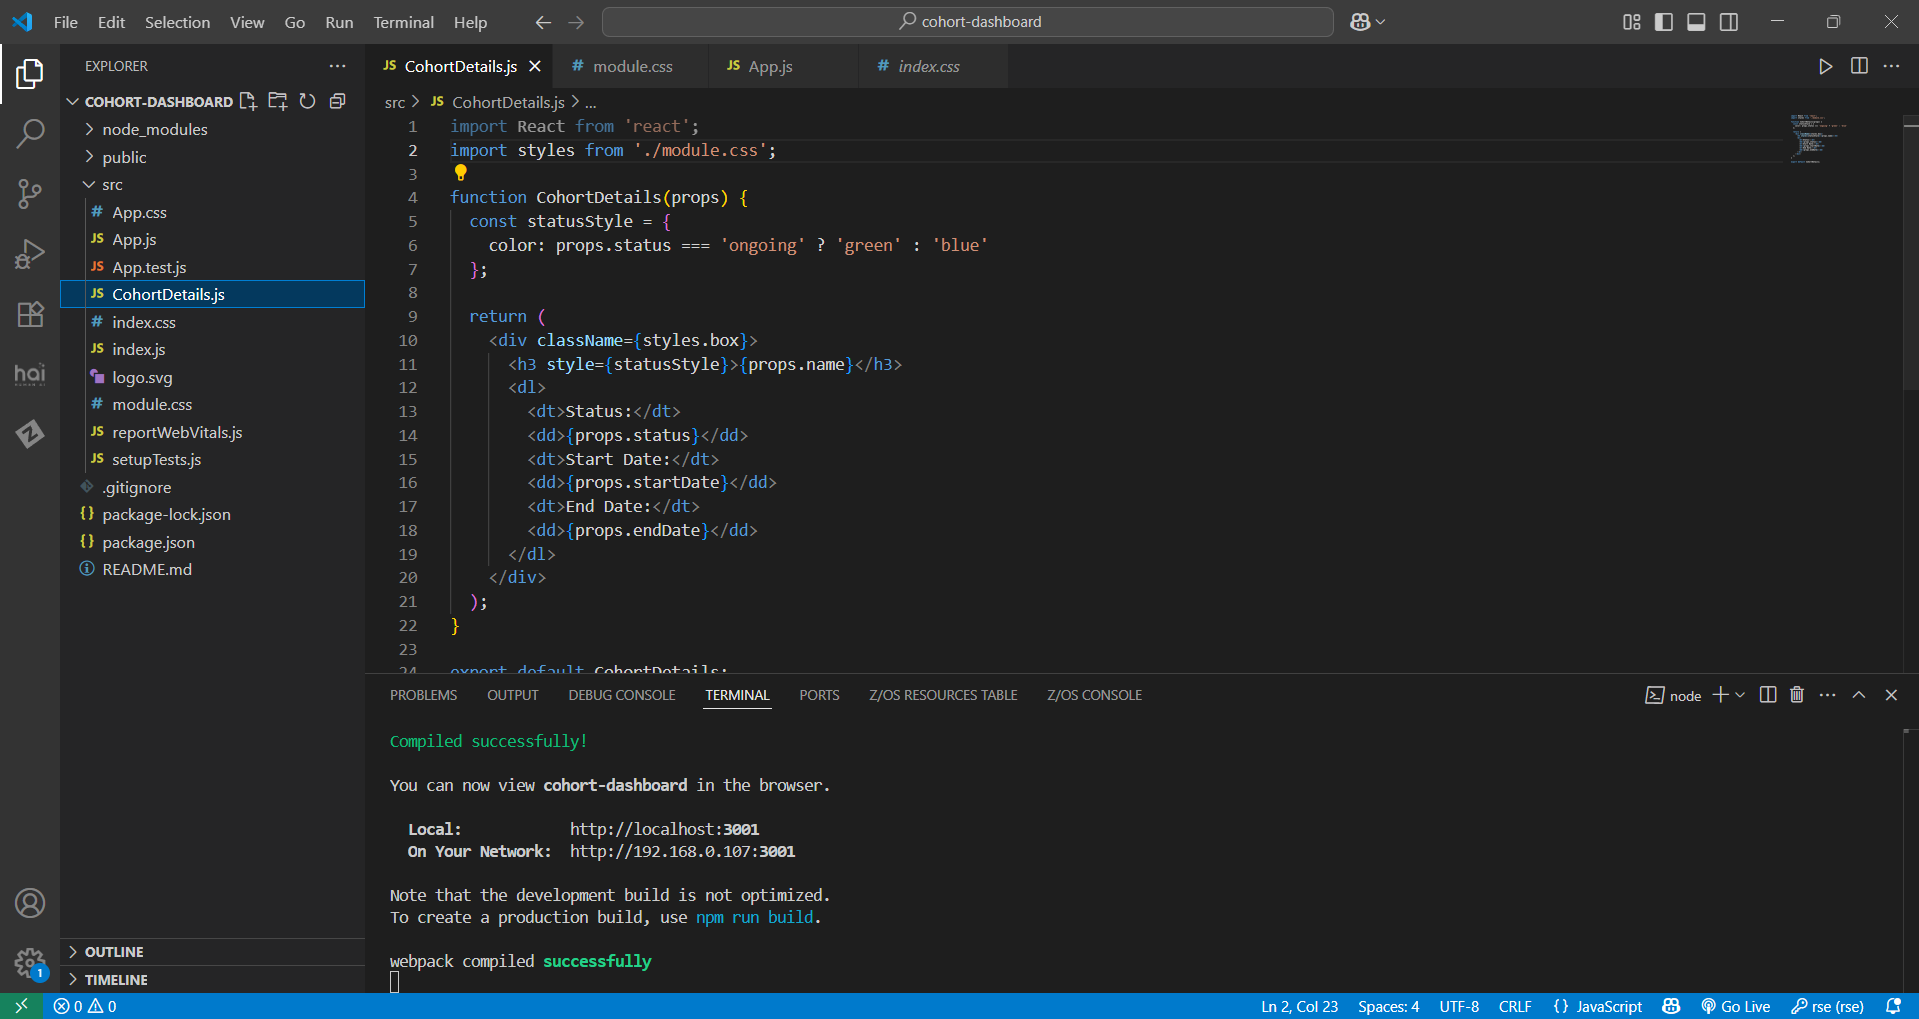 File Edit Selection View Go Run Terminal Help
cohort-dashboard
EXPLORER
COHORT-DASHBOARD
node_modules
public
src
App.css
App.js
App.test.js
CohortDetails.js
index.css
index.js
logo.svg
module.css
reportWebVitals.js
setupTests.js
.gitignore
package-lock.json
package.json
README.md
OUTLINE
TIMELINE
hai
HUMAN AI
1
CohortDetails.js module.css App.js index.css
src > JS CohortDetails.js > ...
1 import React from 'react';
2 import styles from './module.css';
3
4 function CohortDetails(props) {
5 const statusStyle = {
6 color: props.status === 'ongoing' ? 'green' : 'blue'
7 };
8
9 return (
10 <div className={styles.box}>
11 <h3 style={statusStyle}>{props.name}</h3>
12 <dl>
13 <dt>Status:</dt>
14 <dd>{props.status}</dd>
15 <dt>Start Date:</dt>
16 <dd>{props.startDate}</dd>
17 <dt>End Date:</dt>
18 <dd>{props.endDate}</dd>
19 </dl>
20 </div>
21 );
22 }
23
24 export default CohortDetails;
PROBLEMS OUTPUT DEBUG CONSOLE TERMINAL PORTS Z/OS RESOURCES TABLE Z/OS CONSOLE
node
Compiled successfully!
You can now view cohort-dashboard in the browser.
Local: http://localhost:3001
On Your Network: http://192.168.0.107:3001
Note that the development build is not optimized.
To create a production build, use npm run build.
webpack compiled successfully
0 0 Ln 2, Col 23 Spaces: 4 UTF-8 CRLF {} JavaScript Go Live rse (rse)